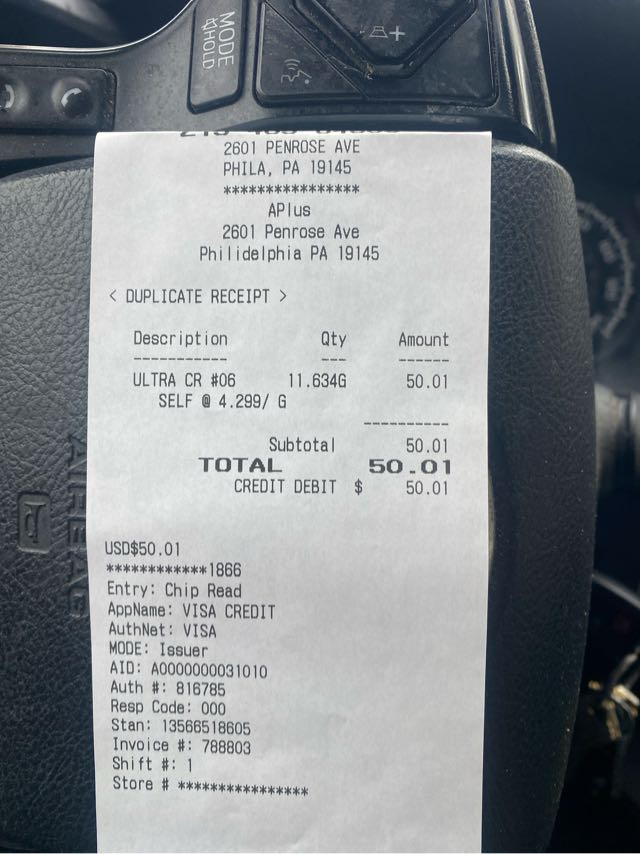 MODE
HOLD
+
2601 PENROSE AVE
PHILA, PA 19145
*****************
APlus
2601 Penrose Ave
Philidelphia PA 19145
< DUPLICATE RECEIPT >
Description Qty Amount
----------- --- ------
ULTRA CR #06 11.634G 50.01
SELF @ 4.299/ G
----------
Subtotal 50.01
TOTAL 50.01
CREDIT DEBIT $ 50.01
USD$50.01
************1866
Entry: Chip Read
AppName: VISA CREDIT
AuthNet: VISA
MODE: Issuer
AID: A0000000031010
Auth #: 816785
Resp Code: 000
Stan: 13566518605
Invoice #: 788803
Shift #: 1
Store # ****************
AIRBAG